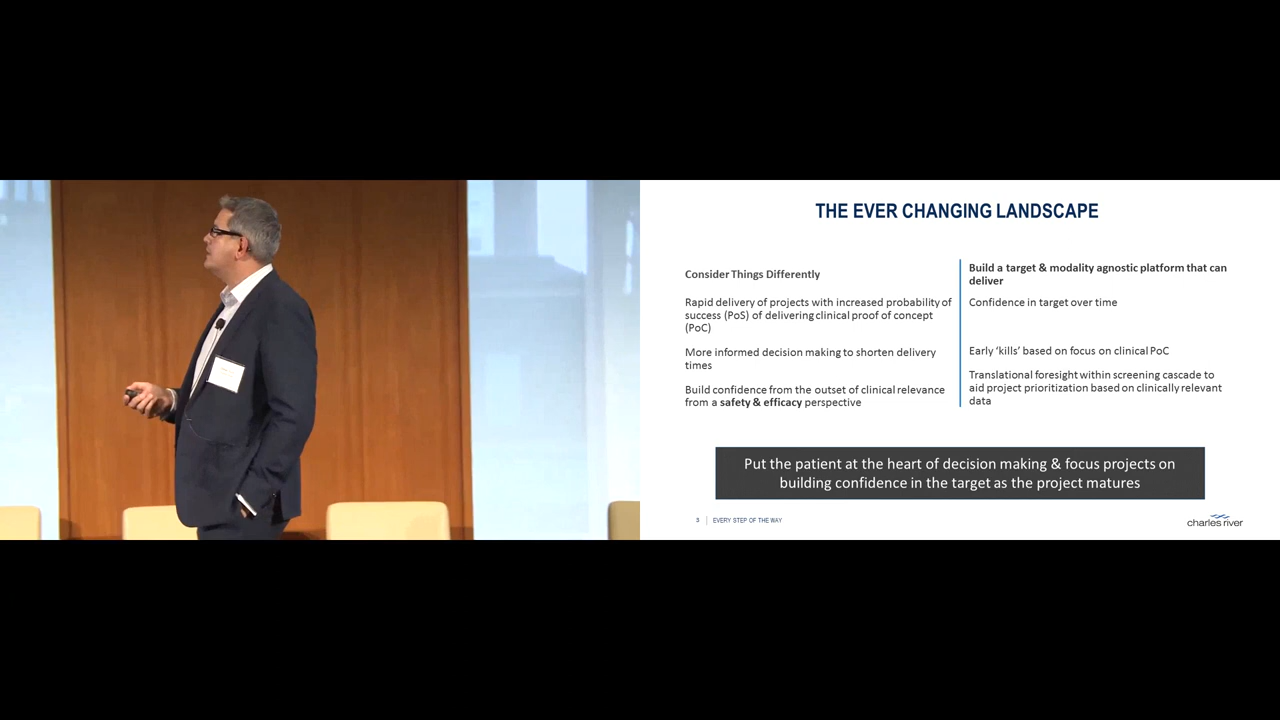 THE EVER CHANGING LANDSCAPE
Consider Things Differently
Rapid delivery of projects with increased probability of
success (PoS) of delivering clinical proof of concept
(PoC)
More informed decision making to shorten delivery
times
Build confidence from the outset of clinical relevance
from a safety & efficacy perspective
Build a target & modality agnostic platform that can
deliver
Confidence in target over time
Early ‘kills’ based on focus on clinical PoC
Translational foresight within screening cascade to
aid project prioritization based on clinically relevant
data
Put the patient at the heart of decision making & focus projects on
building confidence in the target as the project matures
3 EVERY STEP OF THE WAY
charles river